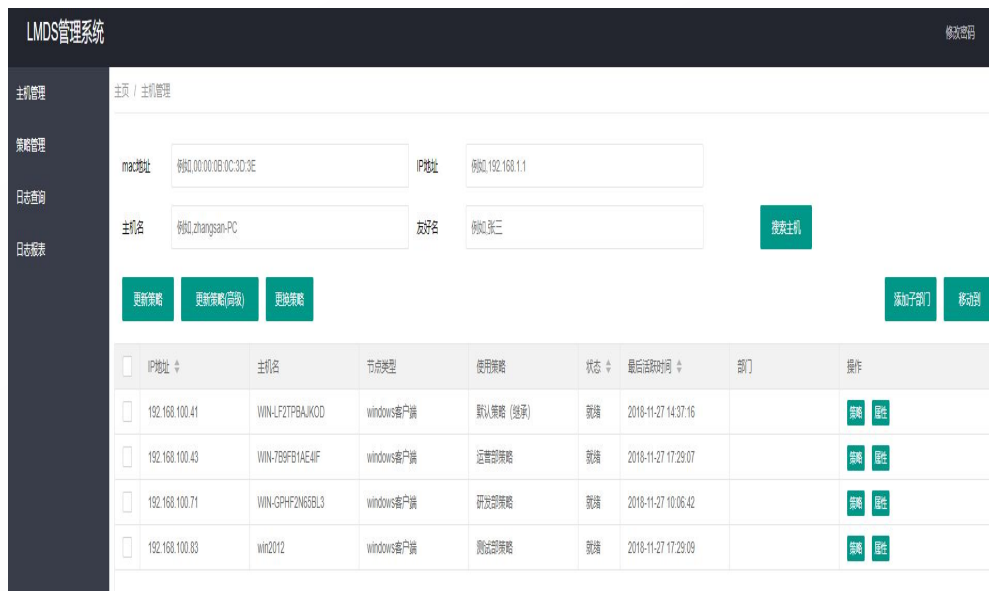 LMDS管理系统 修改密码
主机管理
策略管理
日志查询
日志报表
主页 / 主机管理
mac地址 例如,00:00:0B:0C:3D:3E IP地址 例如,192.168.1.1
主机名 例如,zhangsan-PC 友好名 例如,张三 搜索主机
更新策略 更新策略(高级) 更换策略 添加子部门 移动到
IP地址 主机名 节点类型 使用策略 状态 最后活跃时间 部门 操作
192.168.100.41 WIN-LF2TPBAJKOD windows客户端 默认策略 (继承) 就绪 2018-11-27 14:37:16 策略 属性
192.168.100.43 WIN-7B9FB1AE4IF windows客户端 运营部策略 就绪 2018-11-27 17:29:07 策略 属性
192.168.100.71 WIN-GPHF2N65BL3 windows客户端 研发部策略 就绪 2018-11-27 10:06:42 策略 属性
192.168.100.83 win2012 windows客户端 测试部策略 就绪 2018-11-27 17:29:09 策略 属性